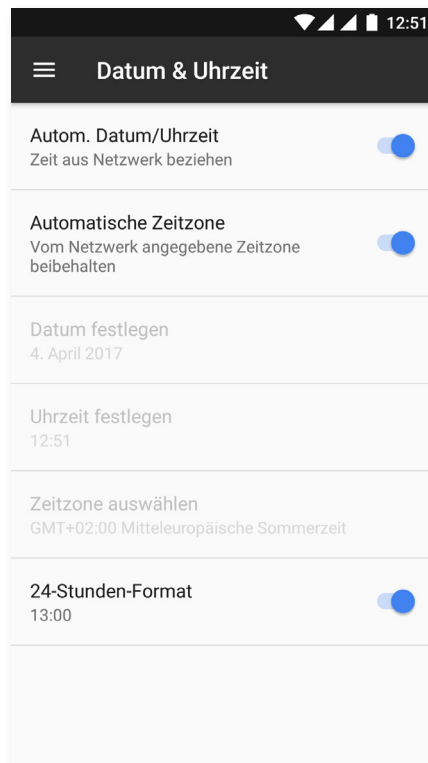 12:51
Datum & Uhrzeit
Autom. Datum/Uhrzeit
Zeit aus Netzwerk beziehen
Automatische Zeitzone
Vom Netzwerk angegebene Zeitzone
beibehalten
Datum festlegen
4. April 2017
Uhrzeit festlegen
12:51
Zeitzone auswählen
GMT+02:00 Mitteleuropäische Sommerzeit
24-Stunden-Format
13:00